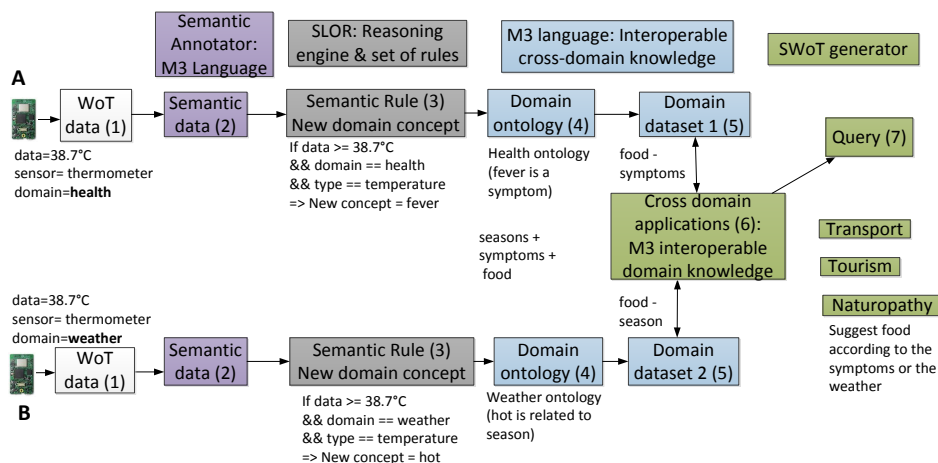 Semantic
Annotator:
M3 Language
SLOR: Reasoning
engine & set of rules
M3 language: Interoperable
cross-domain knowledge
SWoT generator
A
WoT
data (1)
Semantic
data (2)
Semantic Rule (3)
New domain concept
Domain
ontology (4)
Domain
dataset 1 (5)
Query (7)
data=38.7°C
sensor= thermometer
domain=health
If data >= 38.7°C
&& domain == health
&& type == temperature
=> New concept = fever
Health ontology
(fever is a
symptom)
food -
symptoms
Cross domain
applications (6):
M3 interoperable
domain knowledge
seasons +
symptoms +
food
Transport
Tourism
Naturopathy
Suggest food
according to the
symptoms or the
weather
data=38.7°C
sensor= thermometer
domain=weather
food -
season
WoT
data (1)
Semantic
data (2)
Semantic Rule (3)
New domain concept
Domain
ontology (4)
Domain
dataset 2 (5)
B
If data >= 38.7°C
&& domain == weather
&& type == temperature
=> New concept = hot
Weather ontology
(hot is related to
season)